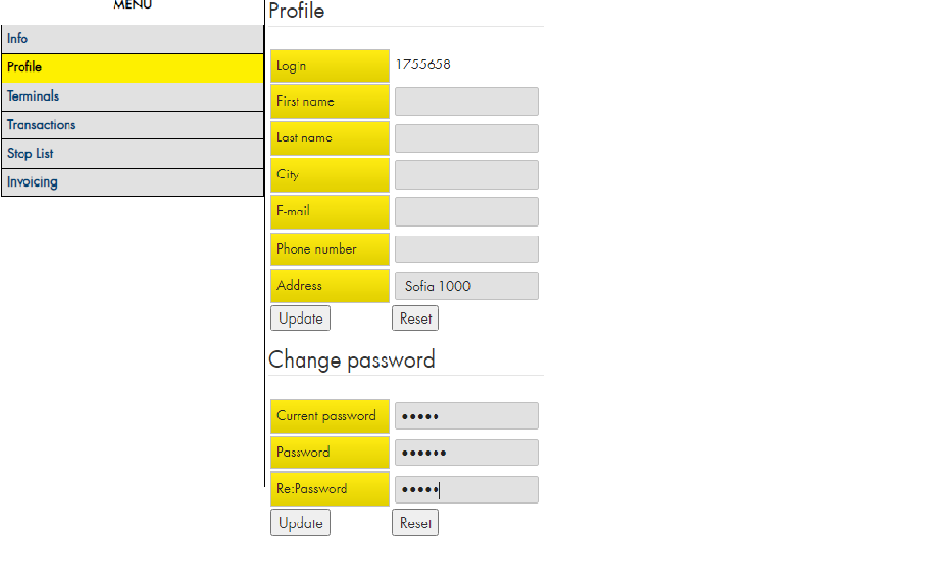 MENU
Info
Profile
Terminals
Transactions
Stop List
Invoicing
Profile
Login 1755658
First name
Last name
City
E-mail
Phone number
Address Sofia 1000
Update Reset
Change password
Current password •••••
Password ••••••
Re:Password •••••
Update Reset